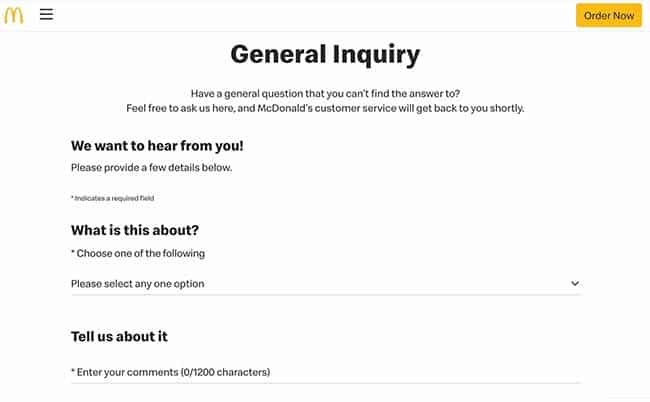 Order Now
General Inquiry
Have a general question that you can't find the answer to?
Feel free to ask us here, and McDonald's customer service will get back to you shortly.
We want to hear from you!
Please provide a few details below.
* Indicates a required field
What is this about?
* Choose one of the following
Please select any one option
Tell us about it
* Enter your comments (0/1200 characters)